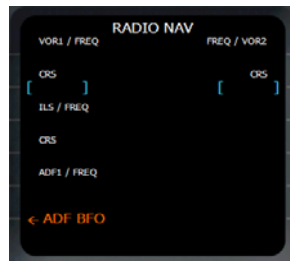 RADIO NAV
VOR1 / FREQ FREQ / VOR2
CRS CRS
[ ] [ ]
ILS / FREQ
CRS
ADF1 / FREQ
← ADF BFO